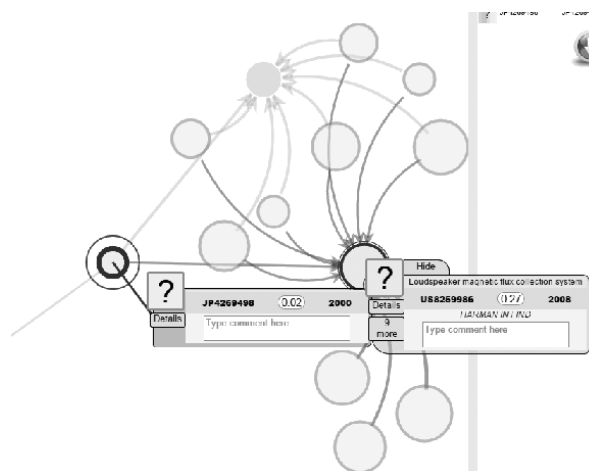 ?
Hide
?
Loudspeaker magnetic flux collection system
JP4269498 0.02 2000
Details
US8269986 0.27 2008
Details
HARMAN INT IND
Type comment here
9
more
Type comment here